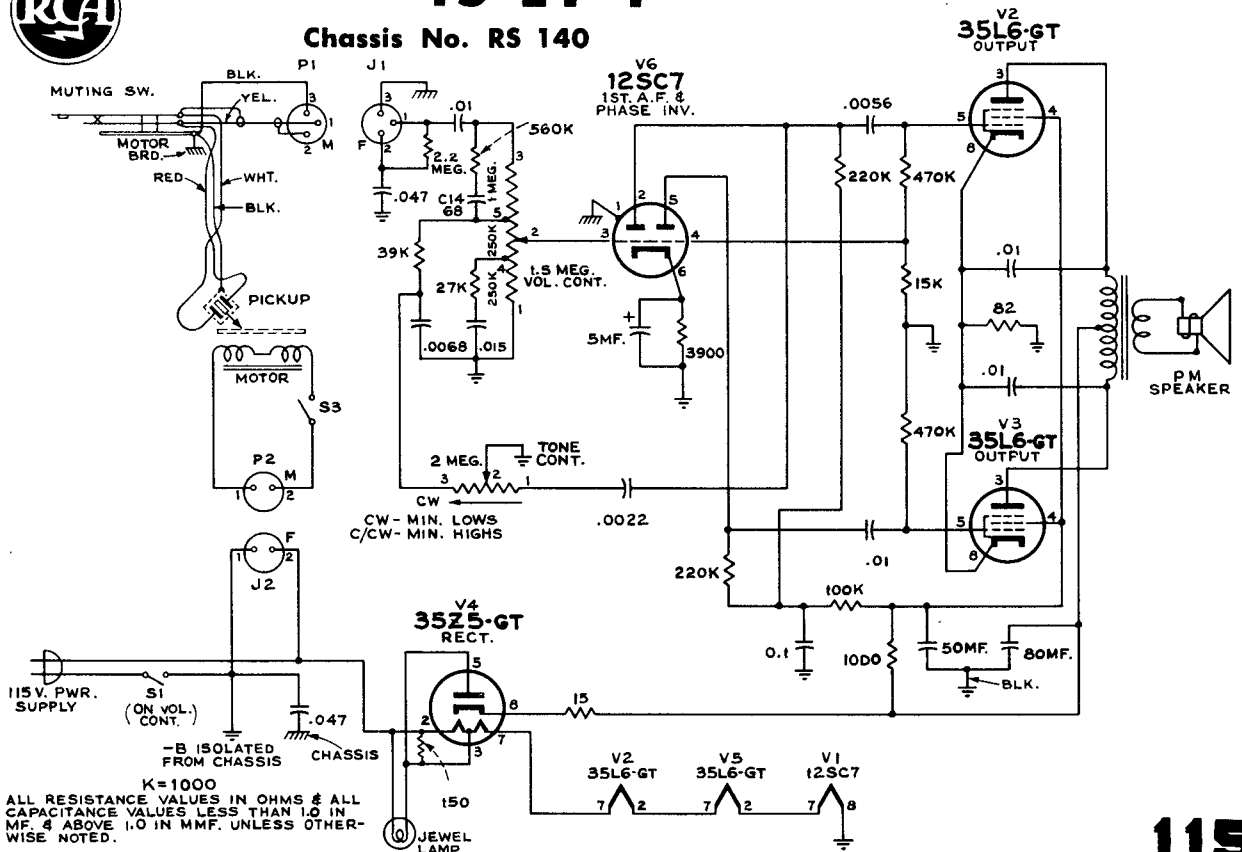 RCA
Chassis No. RS 140
MUTING SW.
BLK.
YEL.
P1
3
1
2
M
MOTOR
BRD.
RED
WHT.
BLK.
PICKUP
MOTOR
S3
P2
M
1
2
F
1
2
J2
J1
3
1
F
2
.01
2.2
MEG.
.047
560K
C14
68
1 MEG.
3
5
250K
2
4
250K
1
39K
27K
1.5 MEG.
VOL. CONT.
.0068
.015
V6
12SC7
1ST. A.F. &
PHASE INV.
1
2
5
3
4
6
5MF.
+
3900
.0056
220K
470K
15K
470K
V2
35L6-GT
OUTPUT
3
5
4
8
.01
82
.01
PM
SPEAKER
V3
35L6-GT
OUTPUT
3
5
4
8
2 MEG.
TONE
CONT.
3
2
1
CW
CW- MIN. LOWS
C/CW- MIN. HIGHS
.0022
.01
220K
100K
0.1
1000
50MF.
80MF.
BLK.
115 V. PWR.
SUPPLY
S1
(ON VOL.
CONT.)
.047
-B ISOLATED
FROM CHASSIS
CHASSIS
V4
35Z5-GT
RECT.
5
8
2
3
7
15
150
JEWEL
LAMP
V2
35L6-GT
7
2
V5
35L6-GT
7
2
V1
12SC7
7
8
K=1000
ALL RESISTANCE VALUES IN OHMS & ALL
CAPACITANCE VALUES LESS THAN 1.0 IN
MF. & ABOVE 1.0 IN MMF. UNLESS OTHER-
WISE NOTED.